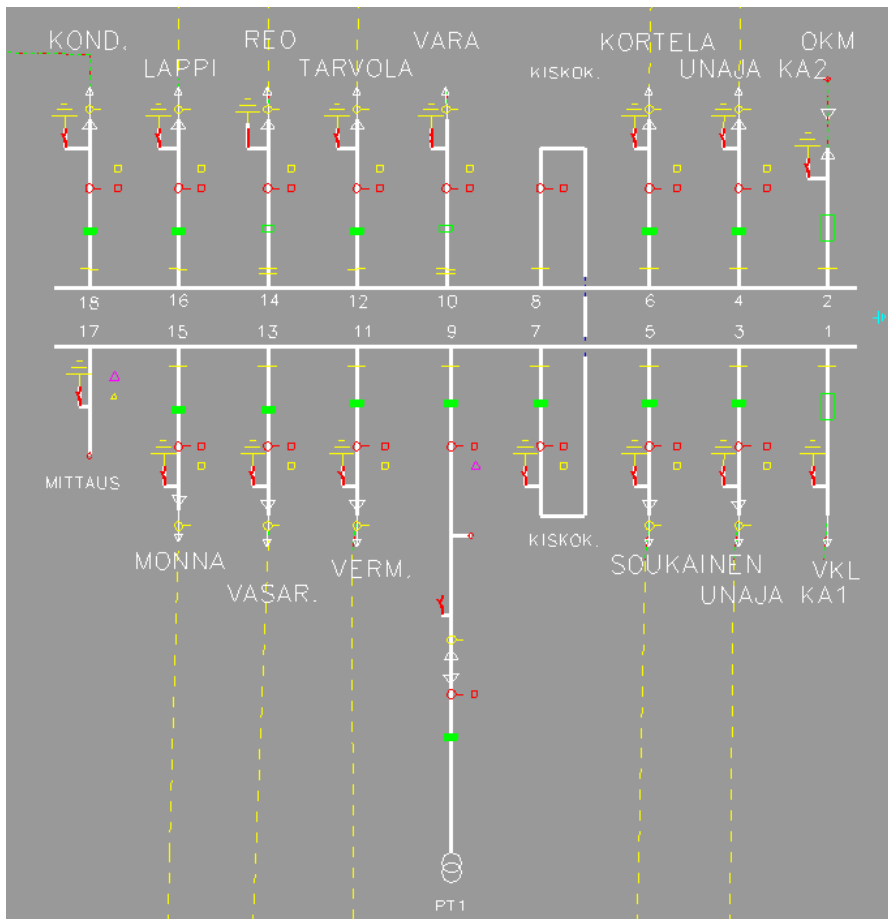 KOND. REO VARA KORTELA OKM
LAPPI TARVOLA KISKOK. UNAJA KA2
18 16 14 12 10 8 6 4 2
17 15 13 11 9 7 5 3 1
MITTAUS
KISKOK.
MONNA VERM. SOUKAINEN VKL
VASAR. UNAJA KA1
PT1